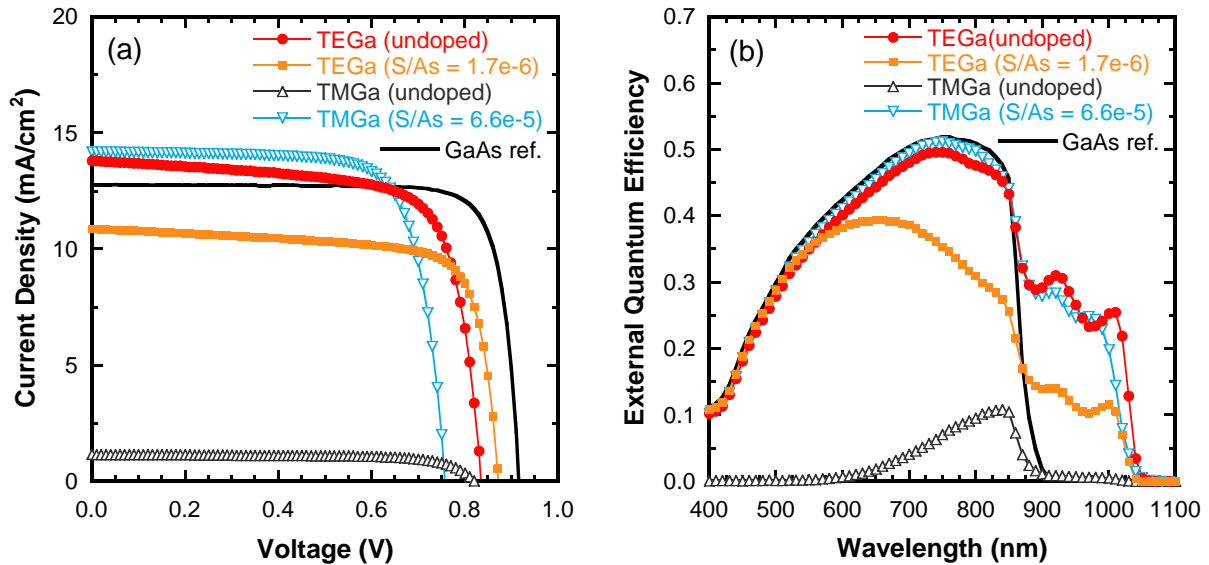 (a)
TEGa (undoped)
TEGa (S/As = 1.7e-6)
TMGa (undoped)
TMGa (S/As = 6.6e-5)
GaAs ref.
20
15
10
5
0
0.0 0.2 0.4 0.6 0.8 1.0
Voltage (V)
Current Density (mA/cm²)
(b)
TEGa(undoped)
TEGa (S/As = 1.7e-6)
TMGa (undoped)
TMGa (S/As = 6.6e-5)
GaAs ref.
0.7
0.6
0.5
0.4
0.3
0.2
0.1
0.0
400 500 600 700 800 900 1000 1100
Wavelength (nm)
External Quantum Efficiency